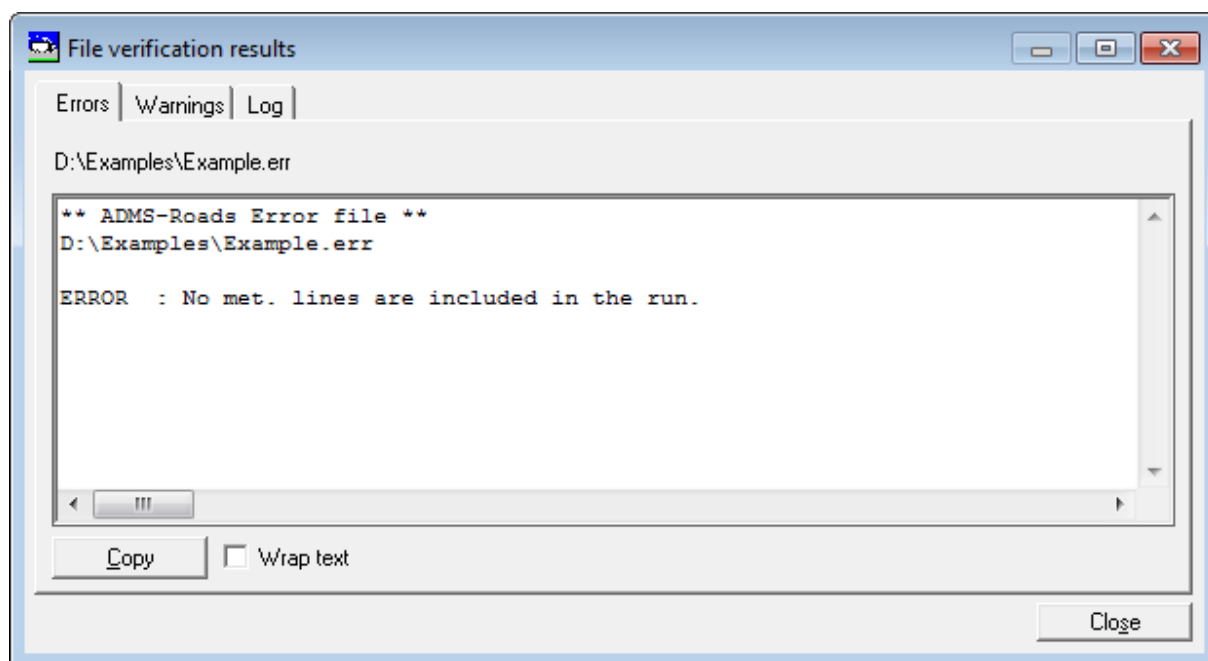 File verification results
Errors Warnings Log
D:\Examples\Example.err
** ADMS-Roads Error file **
D:\Examples\Example.err
ERROR  : No met. lines are included in the run.
Copy Wrap text
Close